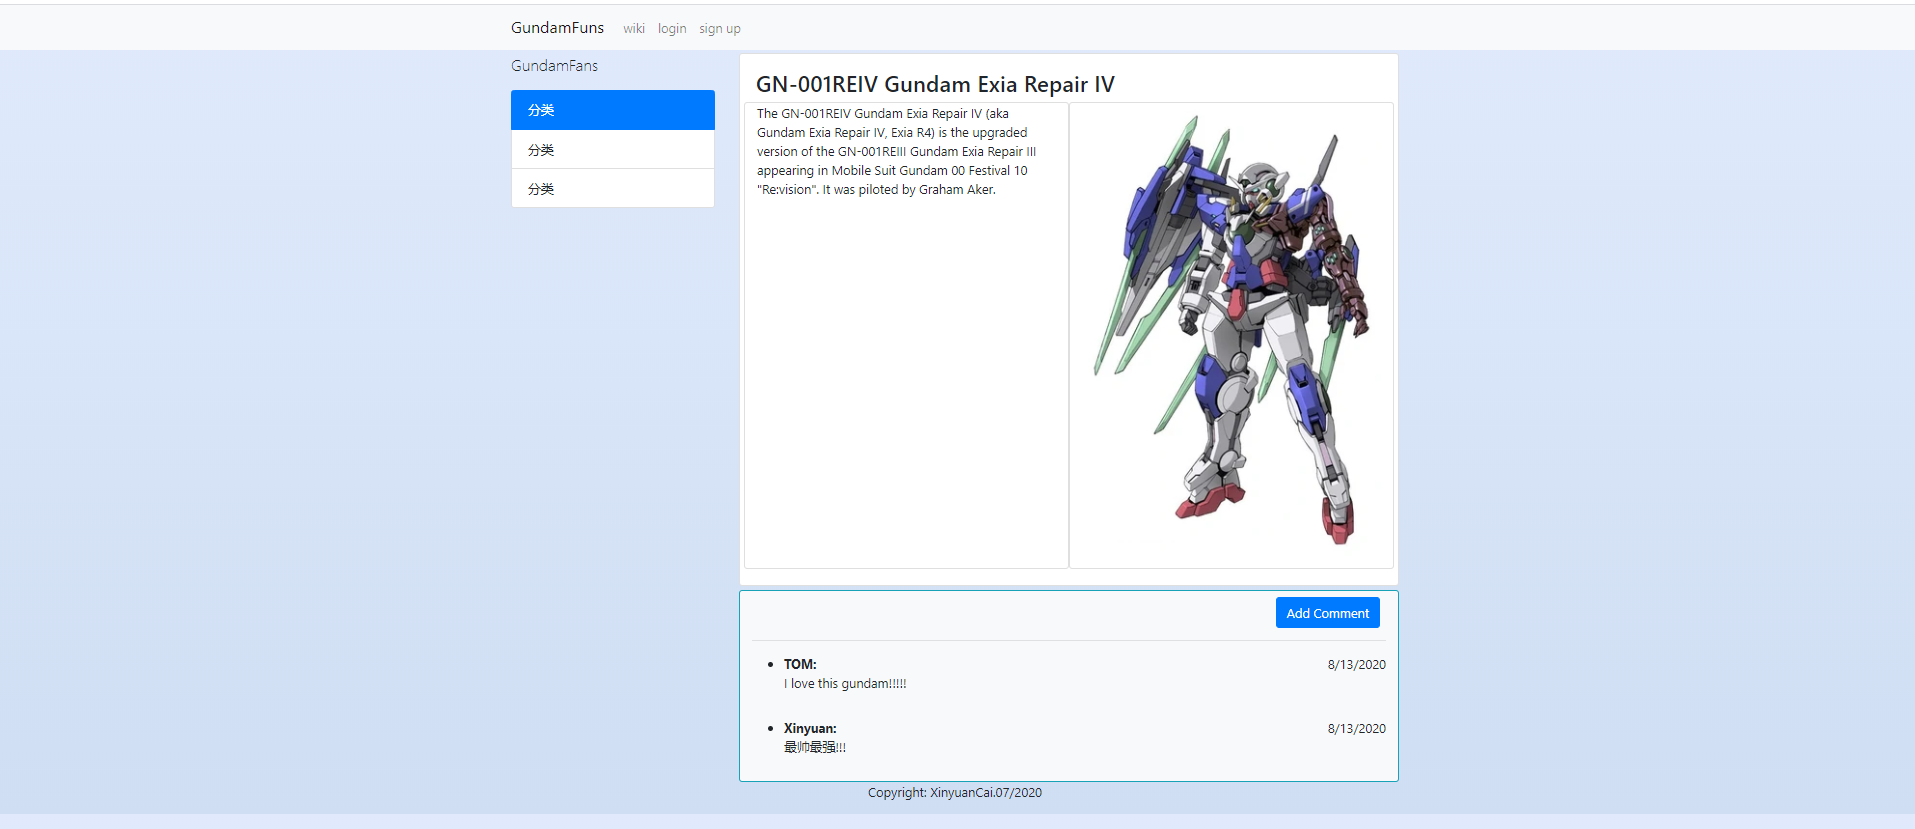 GundamFuns wiki login sign up
GundamFans
分类
分类
分类
GN-001REIV Gundam Exia Repair IV
The GN-001REIV Gundam Exia Repair IV (aka
Gundam Exia Repair IV, Exia R4) is the upgraded
version of the GN-001REIII Gundam Exia Repair III
appearing in Mobile Suit Gundam 00 Festival 10
"Re:vision". It was piloted by Graham Aker.
Add Comment
TOM: 8/13/2020
I love this gundam!!!!!
Xinyuan: 8/13/2020
最帅最强!!!
Copyright: XinyuanCai.07/2020